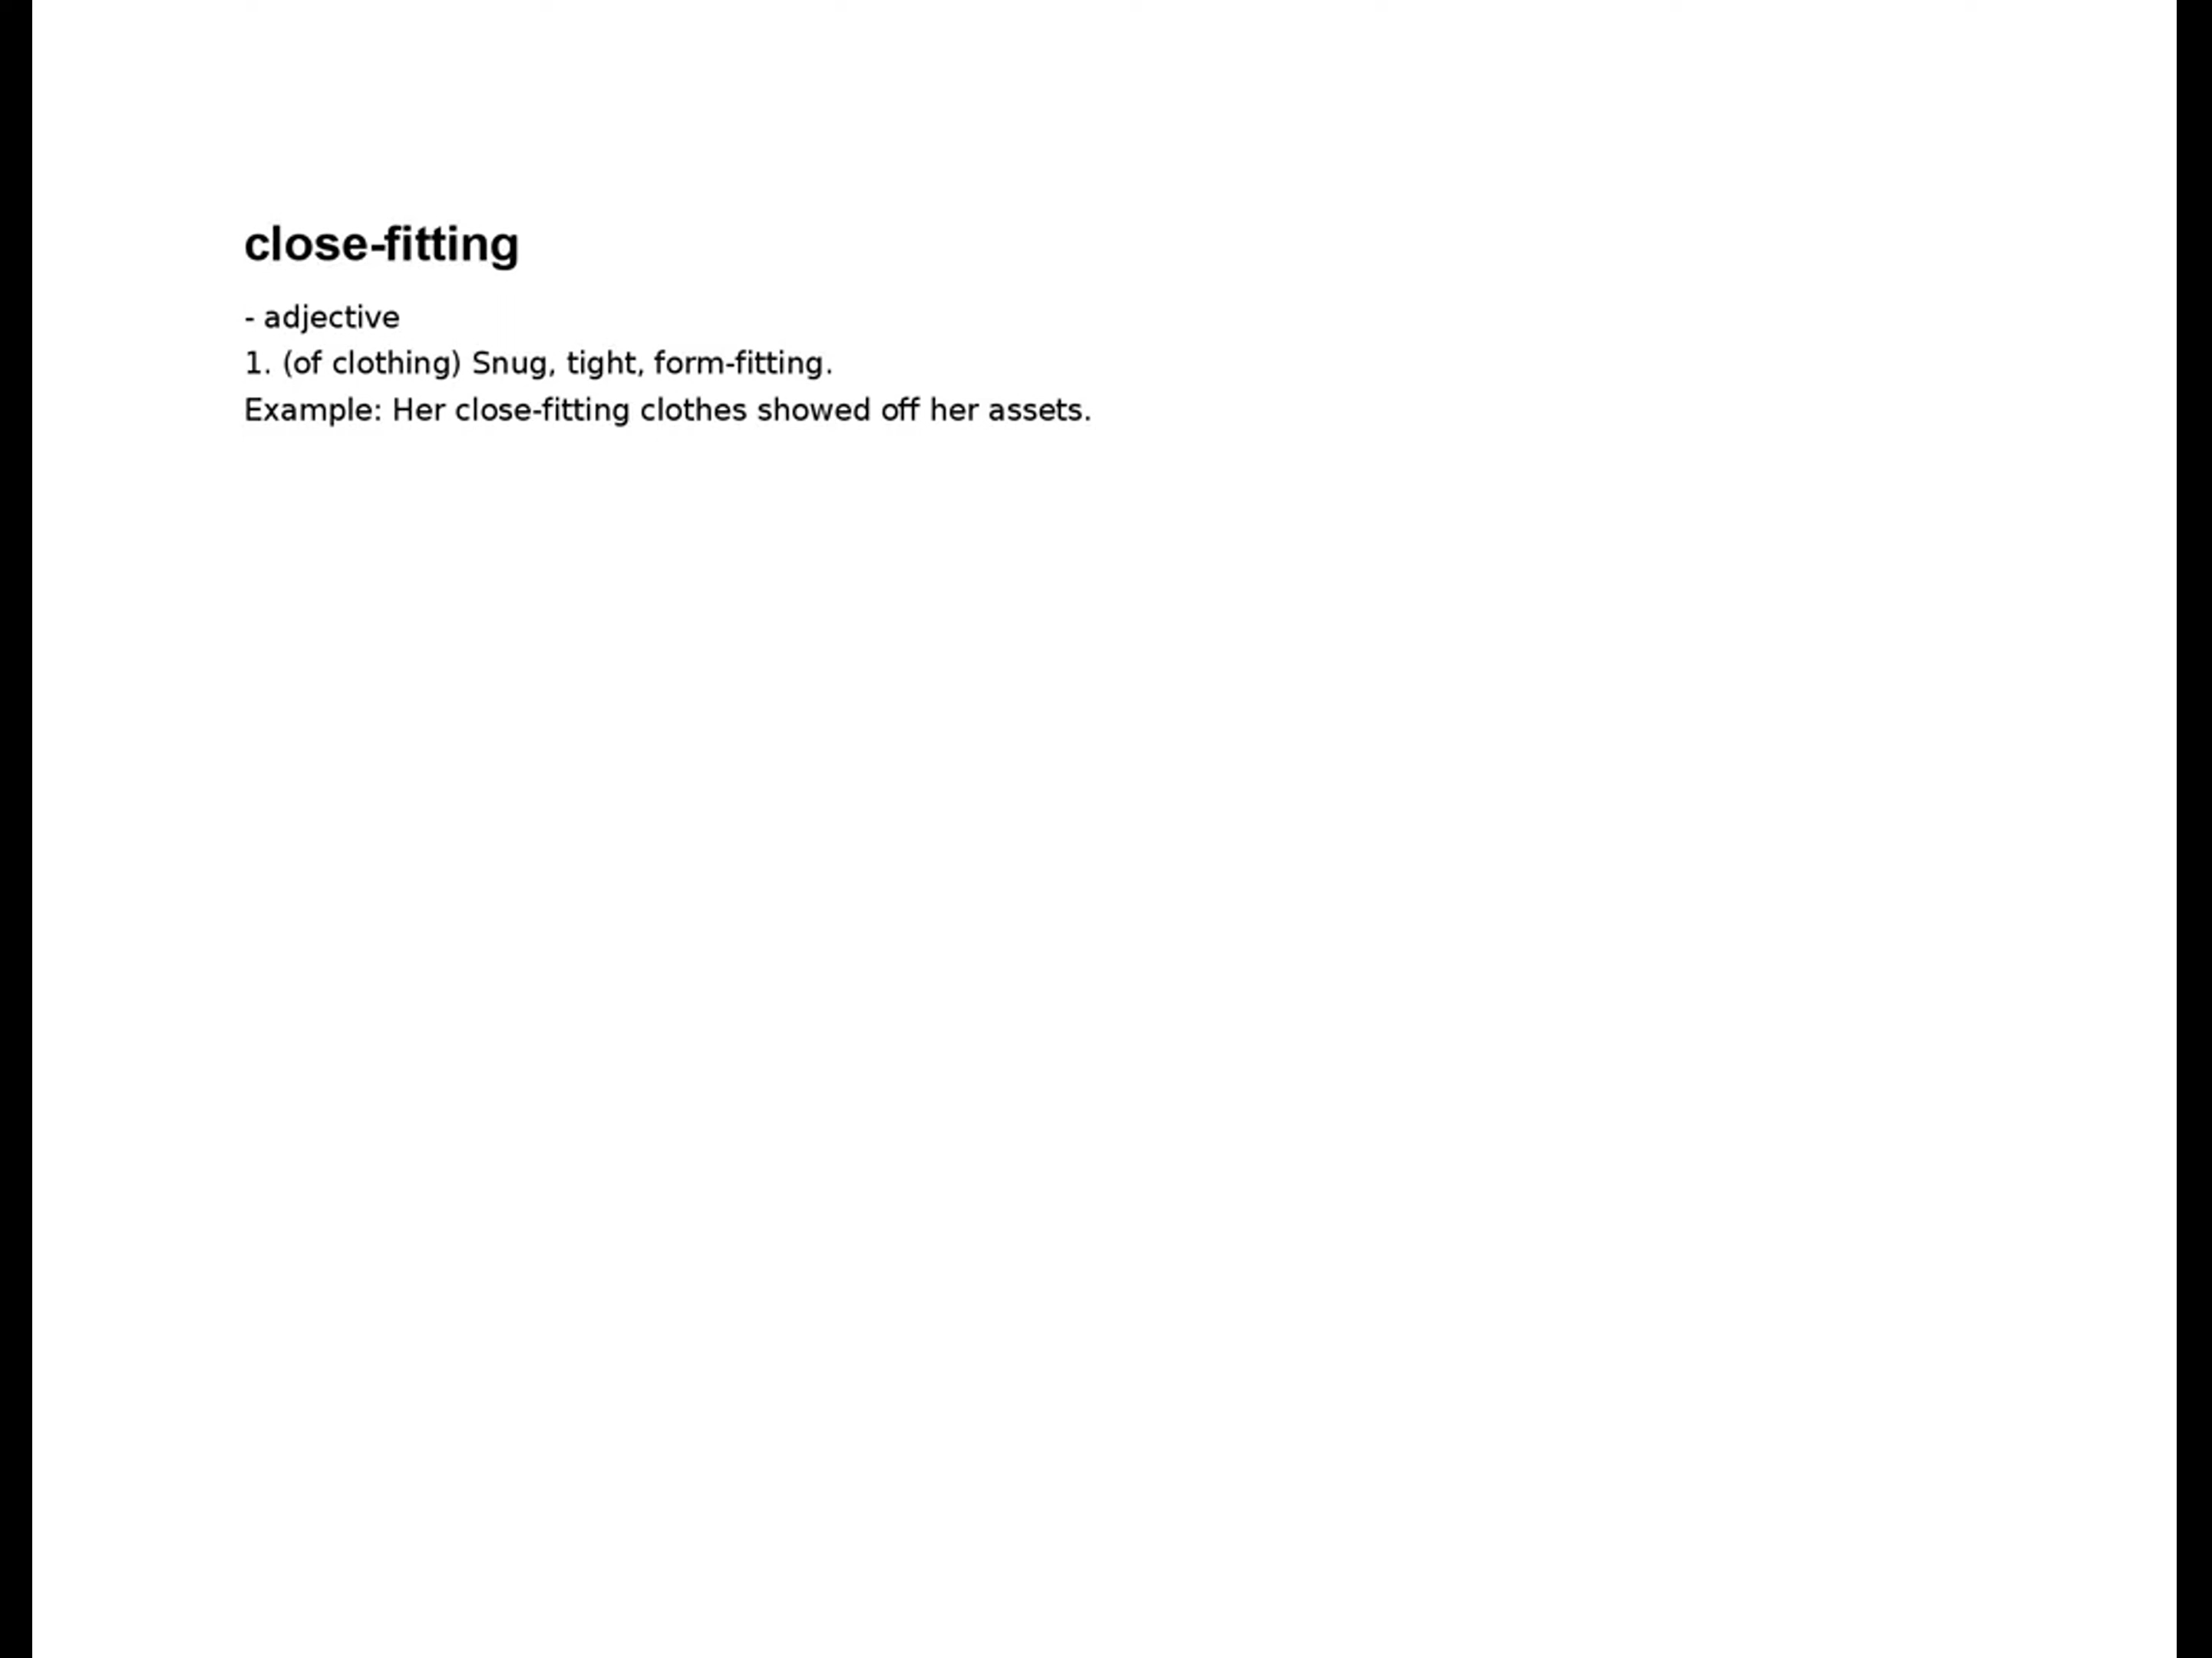 close-fitting
- adjective
1. (of clothing) Snug, tight, form-fitting.
Example: Her close-fitting clothes showed off her assets.